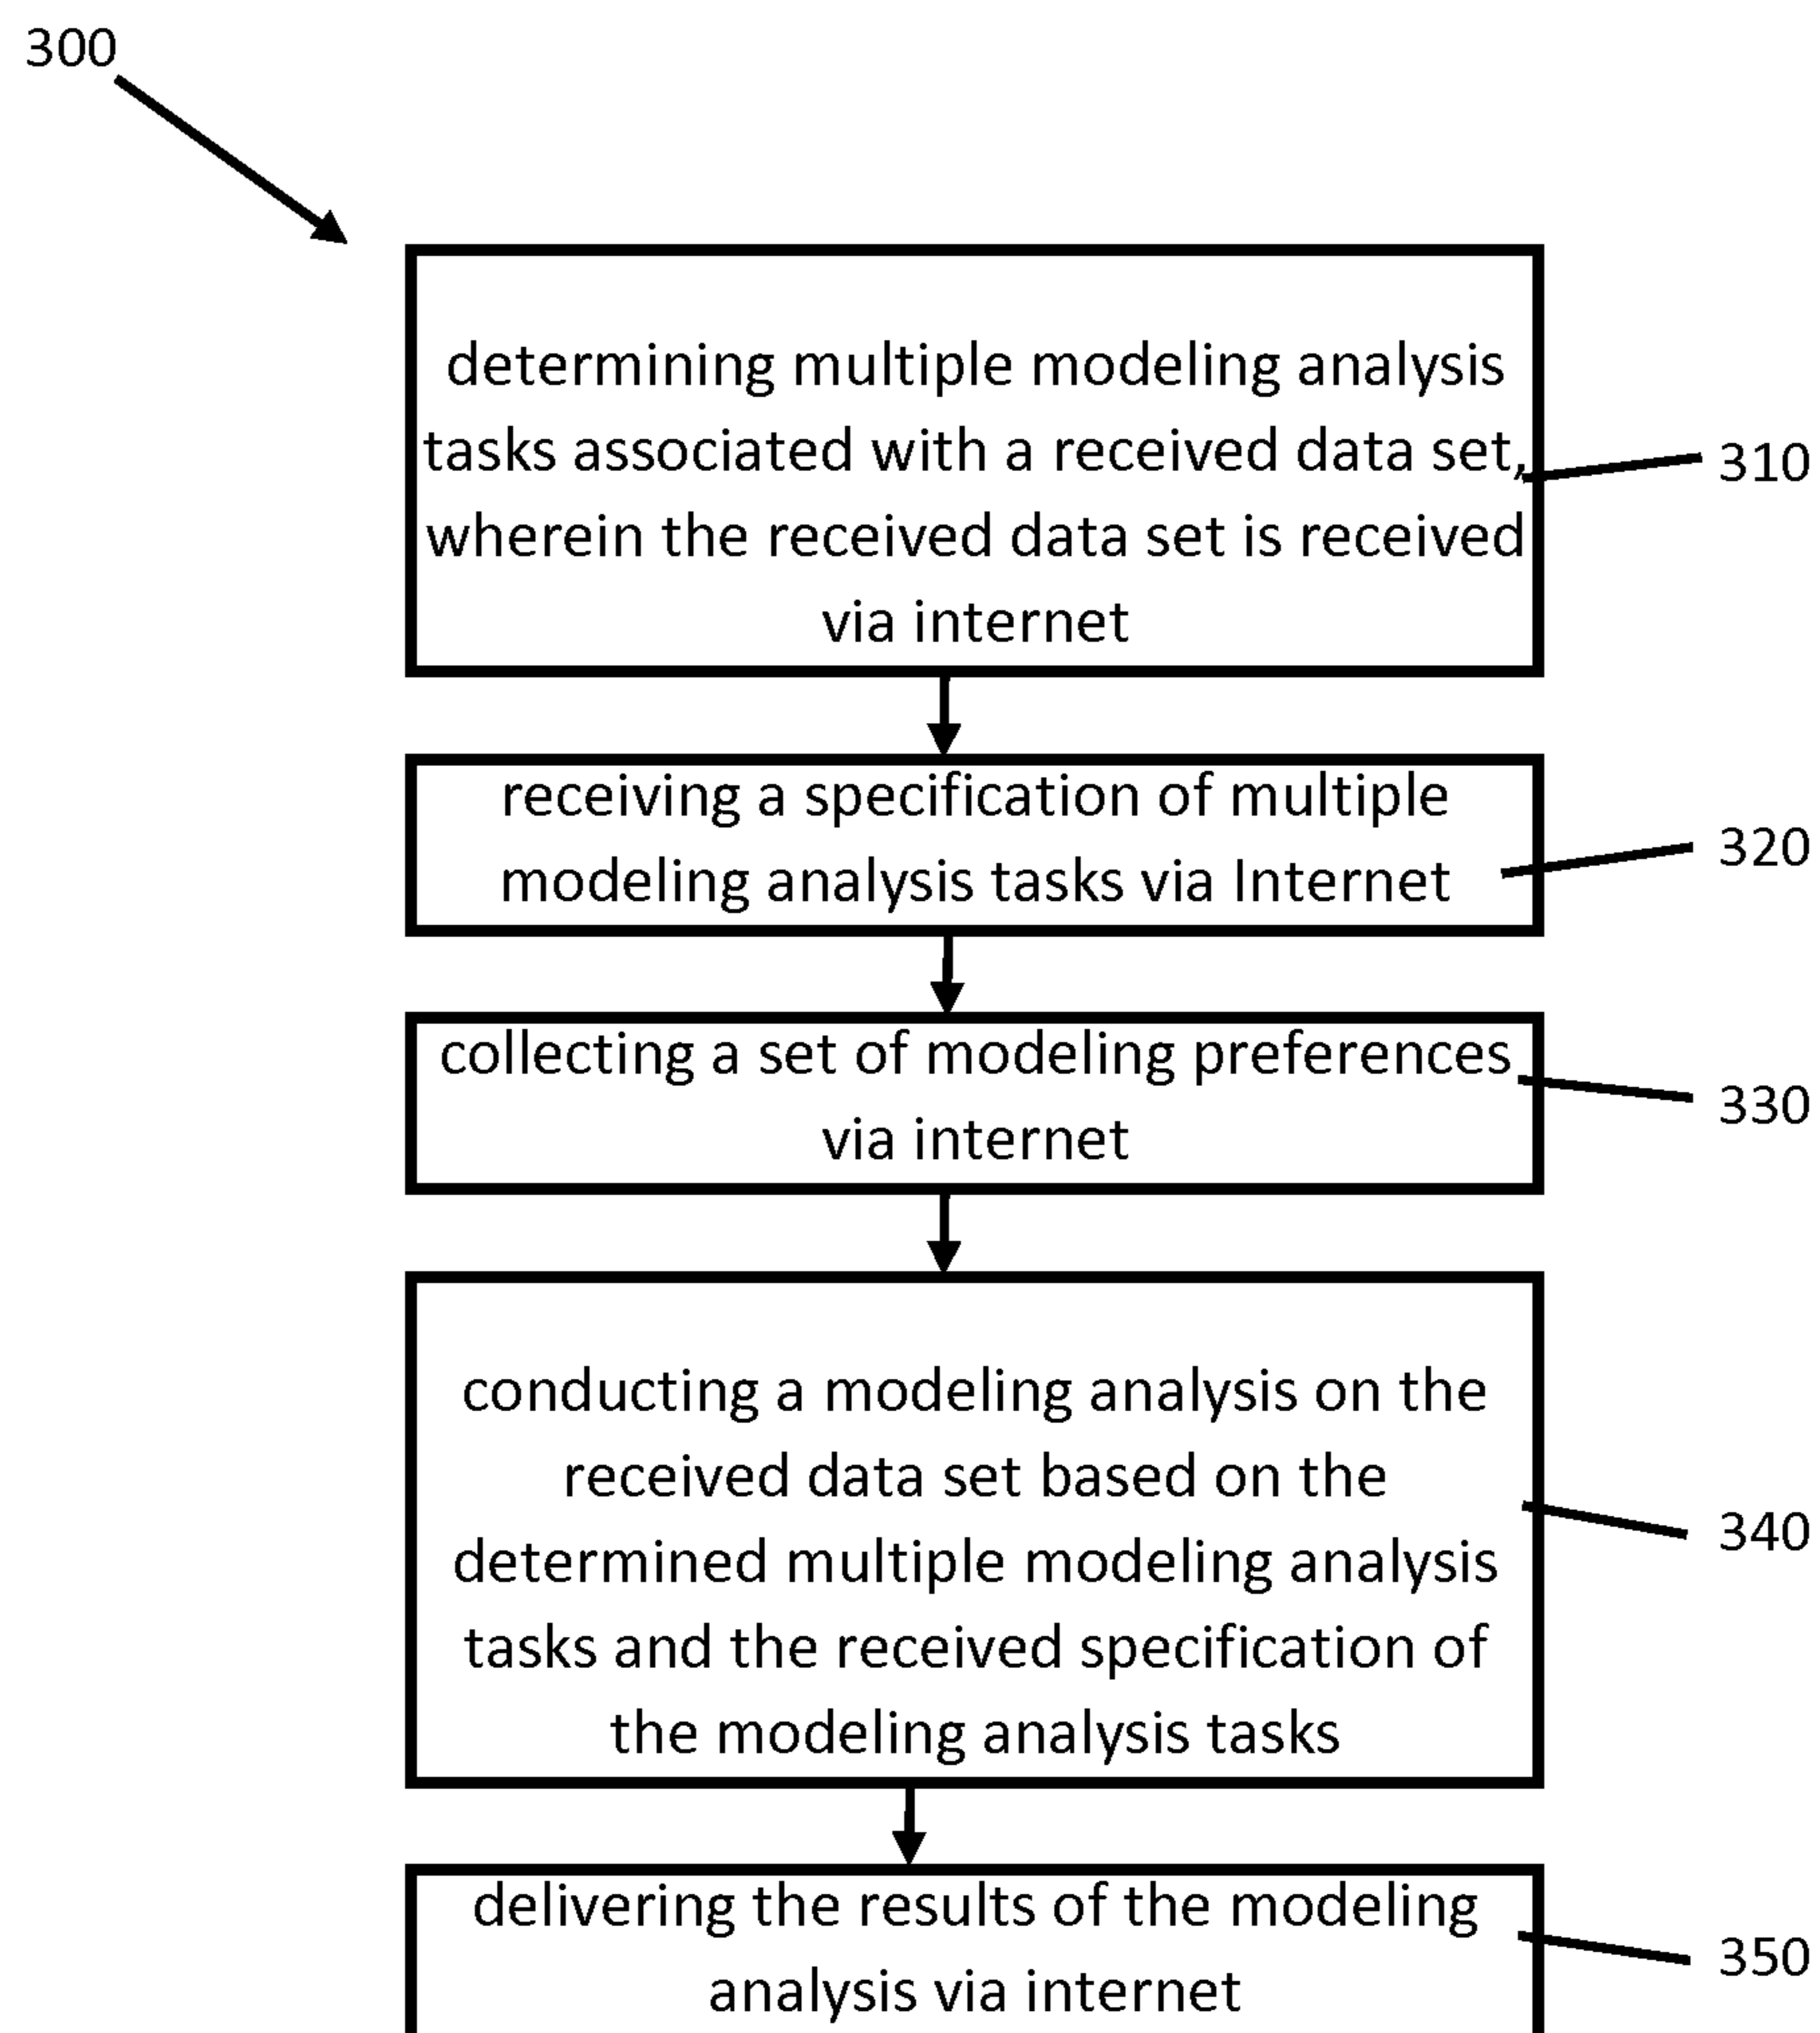 300
determining multiple modeling analysis
tasks associated with a received data set,
wherein the received data set is received
via internet
310
receiving a specification of multiple
modeling analysis tasks via Internet
320
collecting a set of modeling preferences
via internet
330
conducting a modeling analysis on the
received data set based on the
determined multiple modeling analysis
tasks and the received specification of
the modeling analysis tasks
340
delivering the results of the modeling
analysis via internet
350